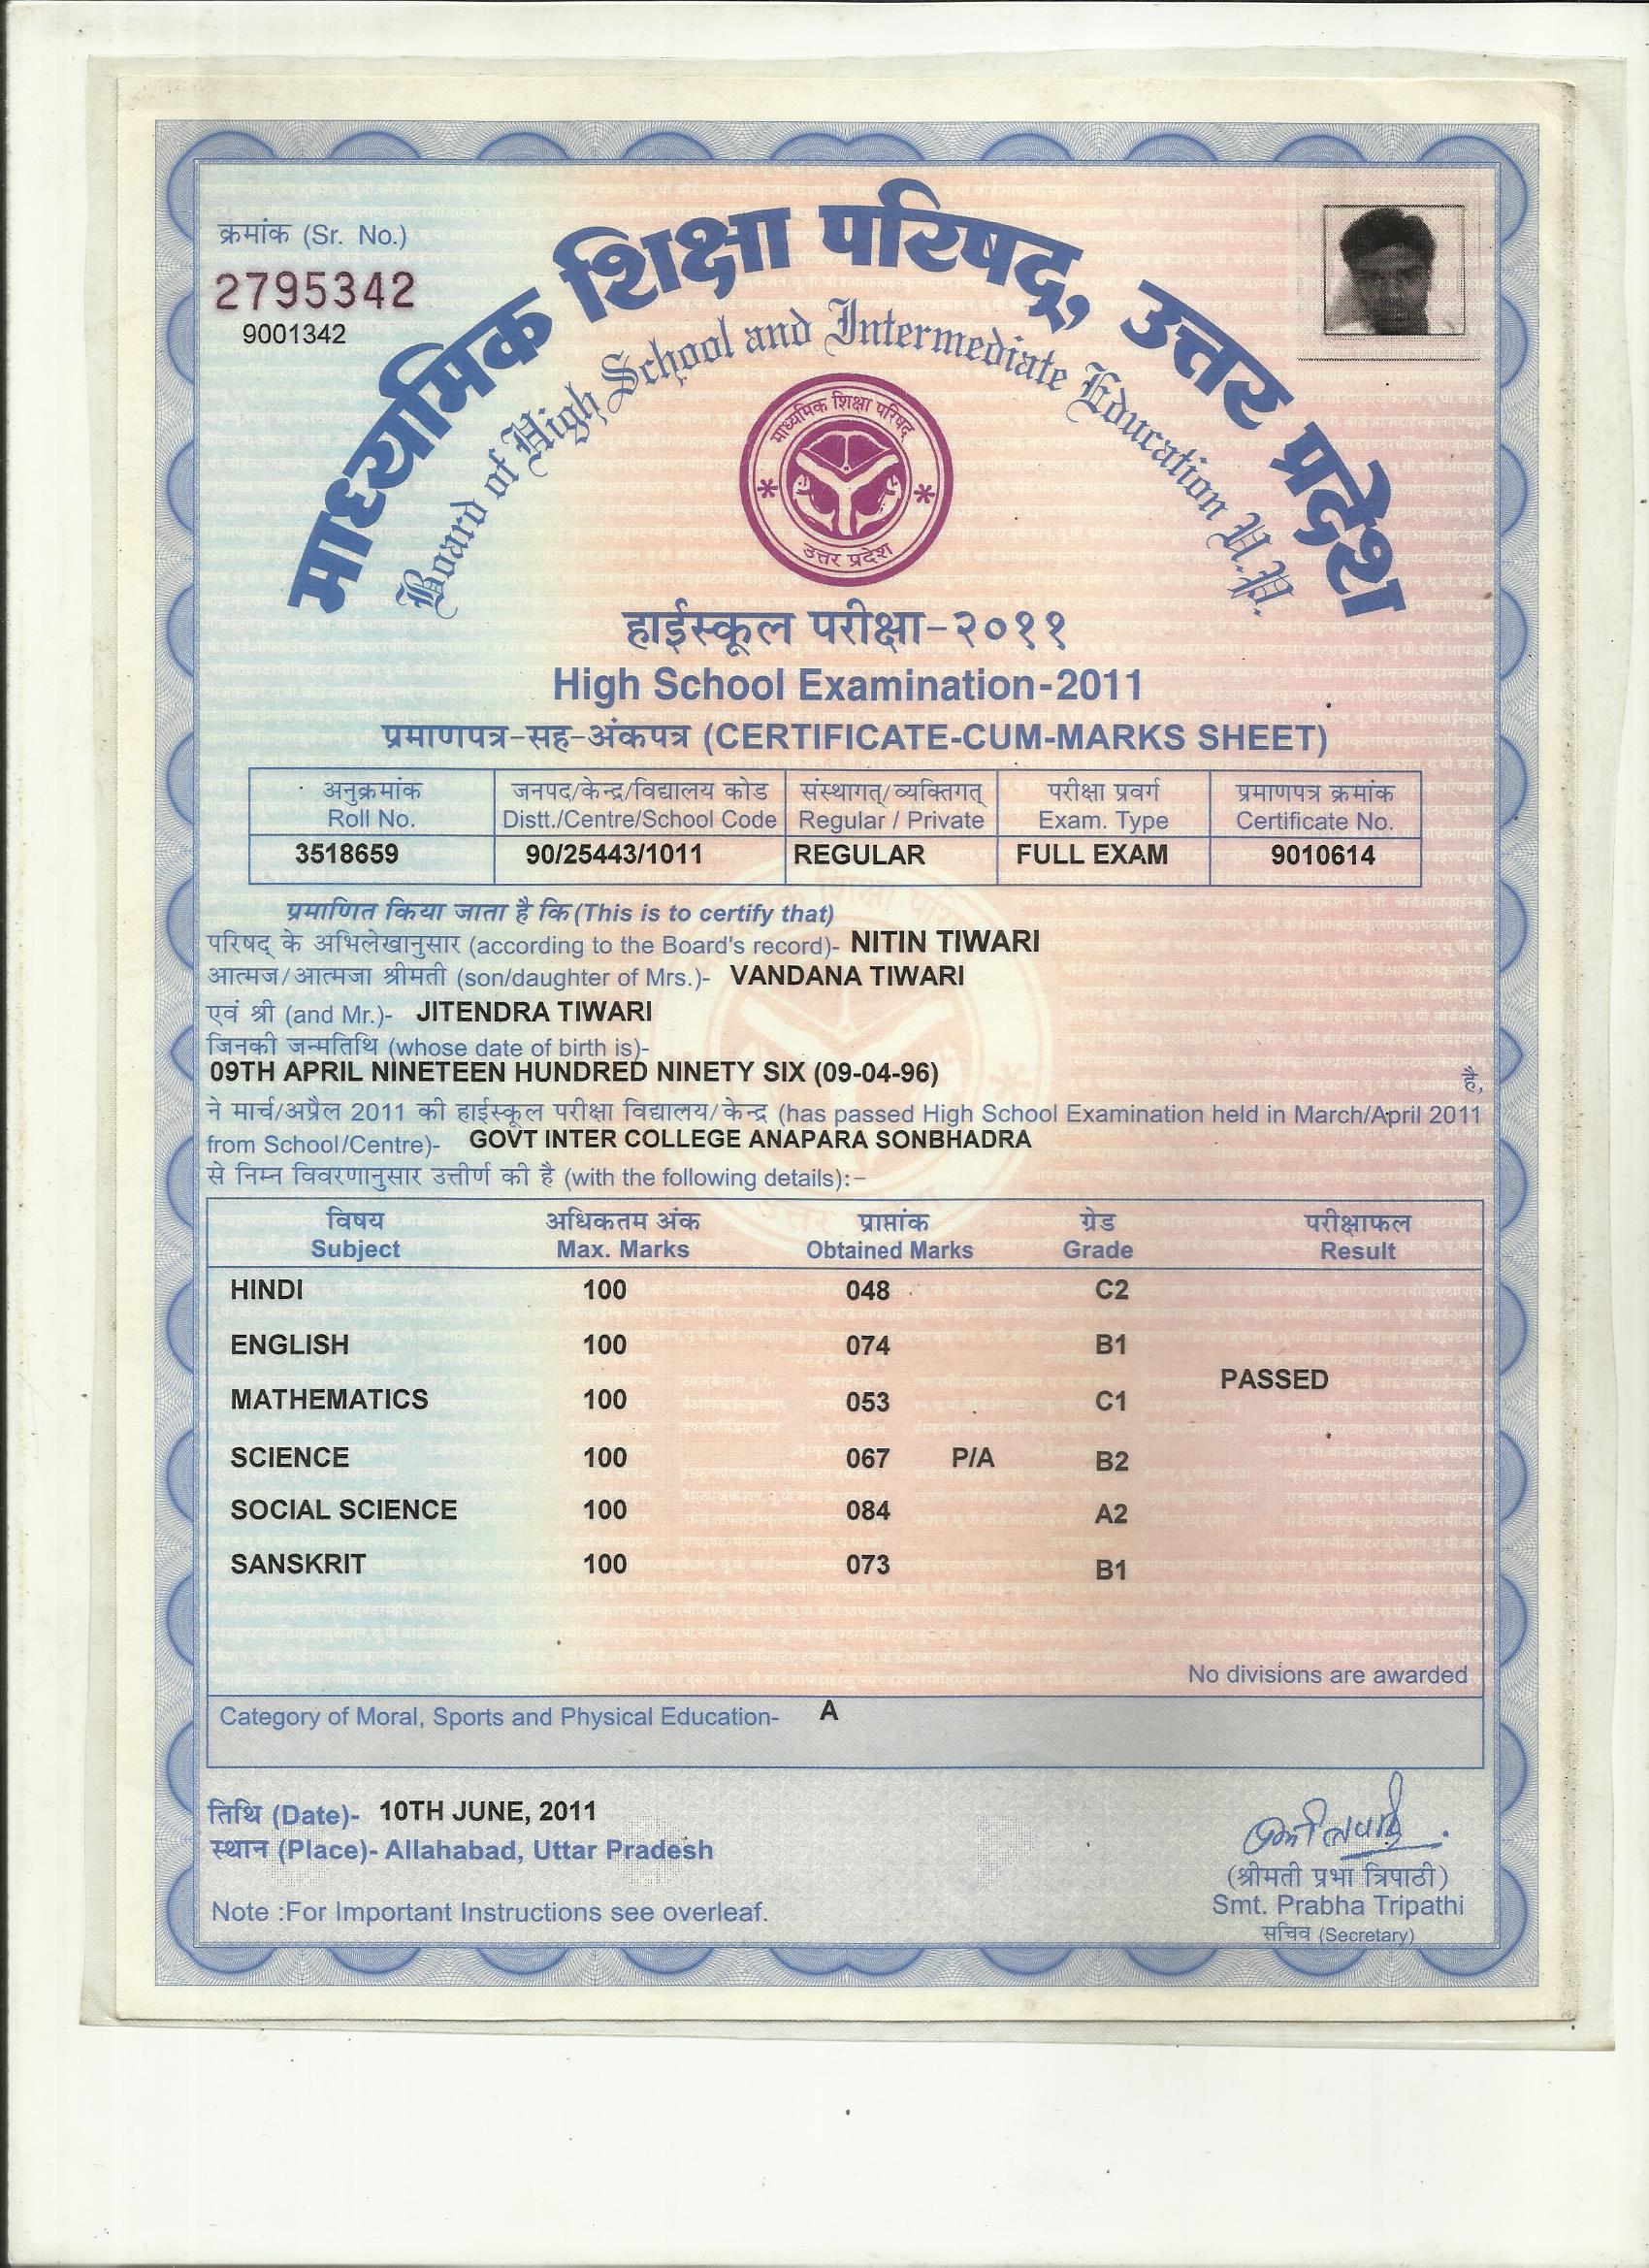 क्रमांक (Sr. No.)
2795342
9001342
माध्यमिक शिक्षा परिषद्, उत्तर प्रदेश
Board of High School and Intermediate Education U.P.
माध्यमिक शिक्षा परिषद्
उत्तर प्रदेश
हाईस्कूल परीक्षा-२०११
High School Examination-2011
प्रमाणपत्र-सह-अंकपत्र (CERTIFICATE-CUM-MARKS SHEET)
अनुक्रमांक जनपद/केन्द्र/विद्यालय कोड संस्थागत्/व्यक्तिगत् परीक्षा प्रवर्ग प्रमाणपत्र क्रमांक
Roll No. Distt./Centre/School Code Regular / Private Exam. Type Certificate No.
3518659 90/25443/1011 REGULAR FULL EXAM 9010614
प्रमाणित किया जाता है कि (This is to certify that)
परिषद् के अभिलेखानुसार (according to the Board's record)- NITIN TIWARI
आत्मज/आत्मजा श्रीमती (son/daughter of Mrs.)- VANDANA TIWARI
एवं श्री (and Mr.)- JITENDRA TIWARI
जिनकी जन्मतिथि (whose date of birth is)-
09TH APRIL NINETEEN HUNDRED NINETY SIX (09-04-96) है,
ने मार्च/अप्रैल 2011 की हाईस्कूल परीक्षा विद्यालय/केन्द्र (has passed High School Examination held in March/April 2011
from School/Centre)- GOVT INTER COLLEGE ANAPARA SONBHADRA
से निम्न विवरणानुसार उत्तीर्ण की है (with the following details):-
विषय अधिकतम अंक प्राप्तांक ग्रेड परीक्षाफल
Subject Max. Marks Obtained Marks Grade Result
HINDI 100 048 C2
ENGLISH 100 074 B1
PASSED
MATHEMATICS 100 053 C1
SCIENCE 100 067 P/A B2
SOCIAL SCIENCE 100 084 A2
SANSKRIT 100 073 B1
No divisions are awarded
Category of Moral, Sports and Physical Education- A
तिथि (Date)- 10TH JUNE, 2011
स्थान (Place)- Allahabad, Uttar Pradesh
(श्रीमती प्रभा त्रिपाठी)
Smt. Prabha Tripathi
Note :For Important Instructions see overleaf.
सचिव (Secretary)